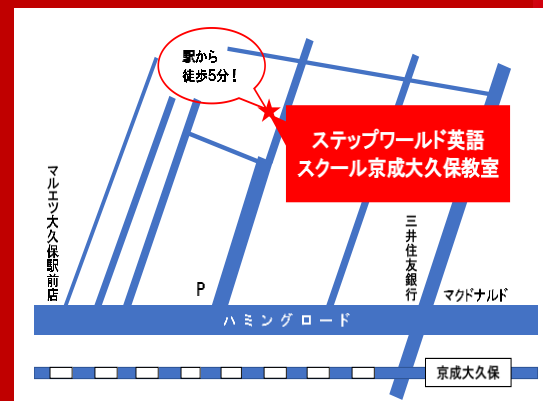 駅から
徒歩5分！
ステップワールド英語
スクール京成大久保教室
マルエツ大久保駅前店
三井住友銀行
P
マクドナルド
ハミングロード
京成大久保